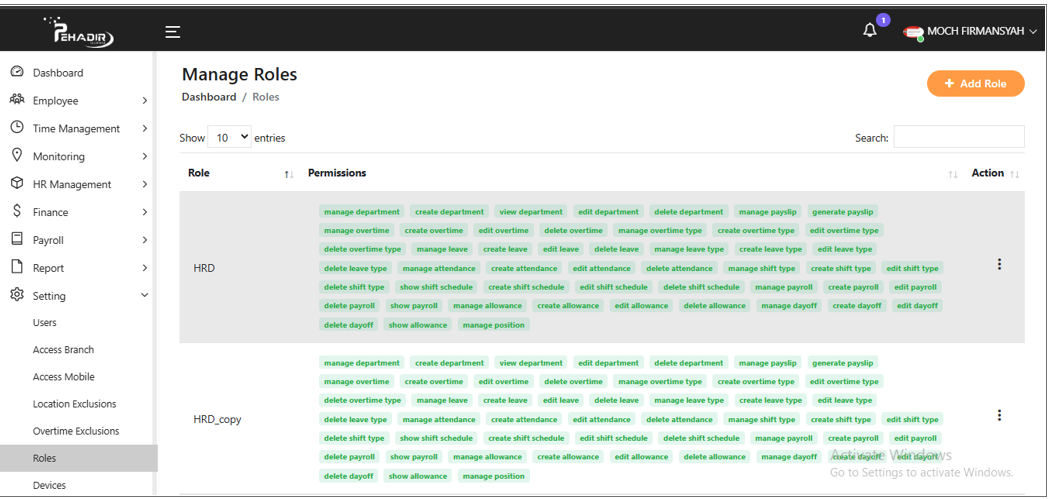 PEHADIR
1
MOCH FIRMANSYAH
Dashboard
Employee
Time Management
Monitoring
HR Management
Finance
Payroll
Report
Setting
Users
Access Branch
Access Mobile
Location Exclusions
Overtime Exclusions
Roles
Devices
Manage Roles
Dashboard / Roles
+ Add Role
Show 10 entries
Search:
Role Permissions Action
HRD
manage department create department view department edit department delete department manage payslip generate payslip
manage overtime create overtime edit overtime delete overtime manage overtime type create overtime type edit overtime type
delete overtime type manage leave create leave edit leave delete leave manage leave type create leave type edit leave type
delete leave type manage attendance create attendance edit attendance delete attendance manage shift type create shift type edit shift type
delete shift type show shift schedule create shift schedule edit shift schedule delete shift schedule manage payroll create payroll edit payroll
delete payroll show payroll manage allowance create allowance edit allowance delete allowance manage dayoff create dayoff edit dayoff
delete dayoff show allowance manage position
HRD_copy
manage department create department view department edit department delete department manage payslip generate payslip
manage overtime create overtime edit overtime delete overtime manage overtime type create overtime type edit overtime type
delete overtime type manage leave create leave edit leave delete leave manage leave type create leave type edit leave type
delete leave type manage attendance create attendance edit attendance delete attendance manage shift type create shift type edit shift type
delete shift type show shift schedule create shift schedule edit shift schedule delete shift schedule manage payroll create payroll edit payroll
delete payroll show payroll manage allowance create allowance edit allowance delete allowance manage dayoff create dayoff edit dayoff
delete dayoff show allowance manage position
Activate Windows
Go to Settings to activate Windows.